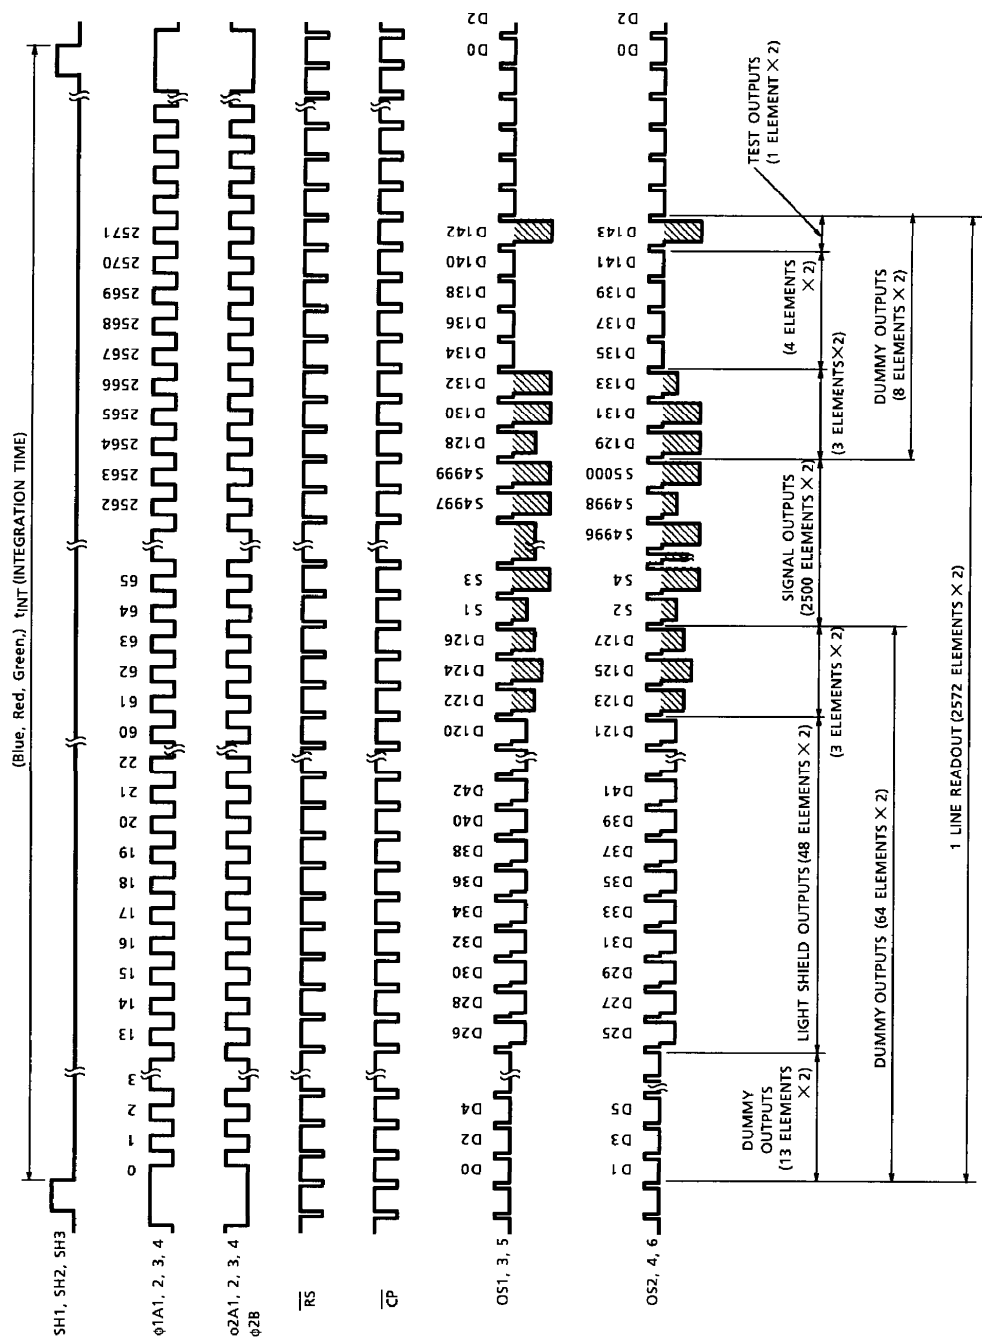 (Blue, Red, Green,) tINT (INTEGRATION TIME)
SH1, SH2, SH3
φ1A1, 2, 3, 4
0 1 2 3 13 14 15 16 17 18 19 20 21 22 60 61 62 63 64 65 2562 2563 2564 2565 2566 2567 2568 2569 2570 2571
o2A1, 2, 3, 4
φ2B
RS
CP
OS1, 3, 5
D0 D2 D4 D26 D28 D30 D32 D34 D36 D38 D40 D42 D120 D122 D124 D126 S1 S3 S4997 S4999 D128 D130 D132 D134 D136 D138 D140 D142 D0 D2
OS2, 4, 6
D1 D3 D5 D25 D27 D29 D31 D33 D35 D37 D39 D41 D121 D123 D125 D127 S2 S4 S4996 S4998 S5000 D129 D131 D133 D135 D137 D139 D141 D143 D0 D2
DUMMY
OUTPUTS
(13 ELEMENTS
× 2)
LIGHT SHIELD OUTPUTS (48 ELEMENTS × 2)
(3 ELEMENTS × 2)
SIGNAL OUTPUTS
(2500 ELEMENTS × 2)
(3 ELEMENTS×2)
(4 ELEMENTS
× 2)
TEST OUTPUTS
(1 ELEMENT × 2)
DUMMY OUTPUTS (64 ELEMENTS × 2)
DUMMY OUTPUTS
(8 ELEMENTS × 2)
1 LINE READOUT (2572 ELEMENTS × 2)